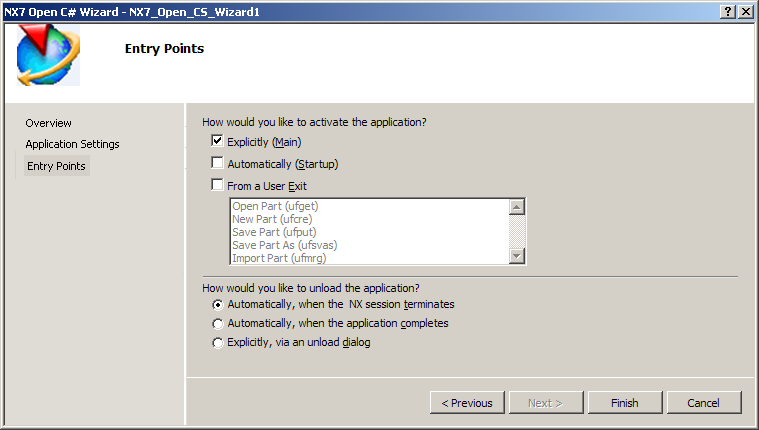 NX7 Open C# Wizard - NX7_Open_CS_Wizard1
Entry Points
Overview
Application Settings
Entry Points
How would you like to activate the application?
Explicitly (Main)
Automatically (Startup)
From a User Exit
Open Part (ufget)
New Part (ufcre)
Save Part (ufput)
Save Part As (ufsvas)
Import Part (ufmrg)
How would you like to unload the application?
Automatically, when the NX session terminates
Automatically, when the application completes
Explicitly, via an unload dialog
< Previous
Next >
Finish
Cancel